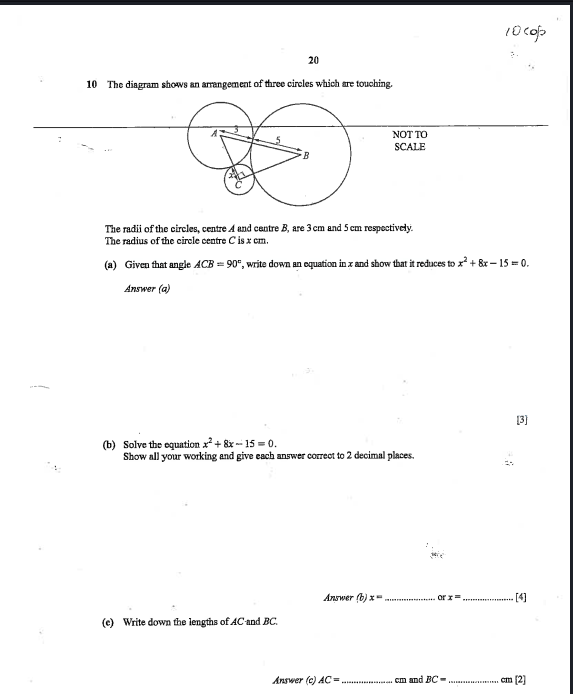 10 cop
20
10 The diagram shows an arrangement of three circles which are touching.
A
3
5
B
x
C
NOT TO
SCALE
The radii of the circles, centre A and centre B, are 3 cm and 5 cm respectively.
The radius of the circle centre C is x cm.
(a) Given that angle ACB = 90°, write down an equation in x and show that it reduces to x² + 8x − 15 = 0.
Answer (a)
[3]
(b) Solve the equation x² + 8x − 15 = 0.
Show all your working and give each answer correct to 2 decimal places.
Answer (b) x = ..................... or x = ..................... [4]
(c) Write down the lengths of AC and BC.
Answer (c) AC = ..................... cm and BC = ..................... cm [2]